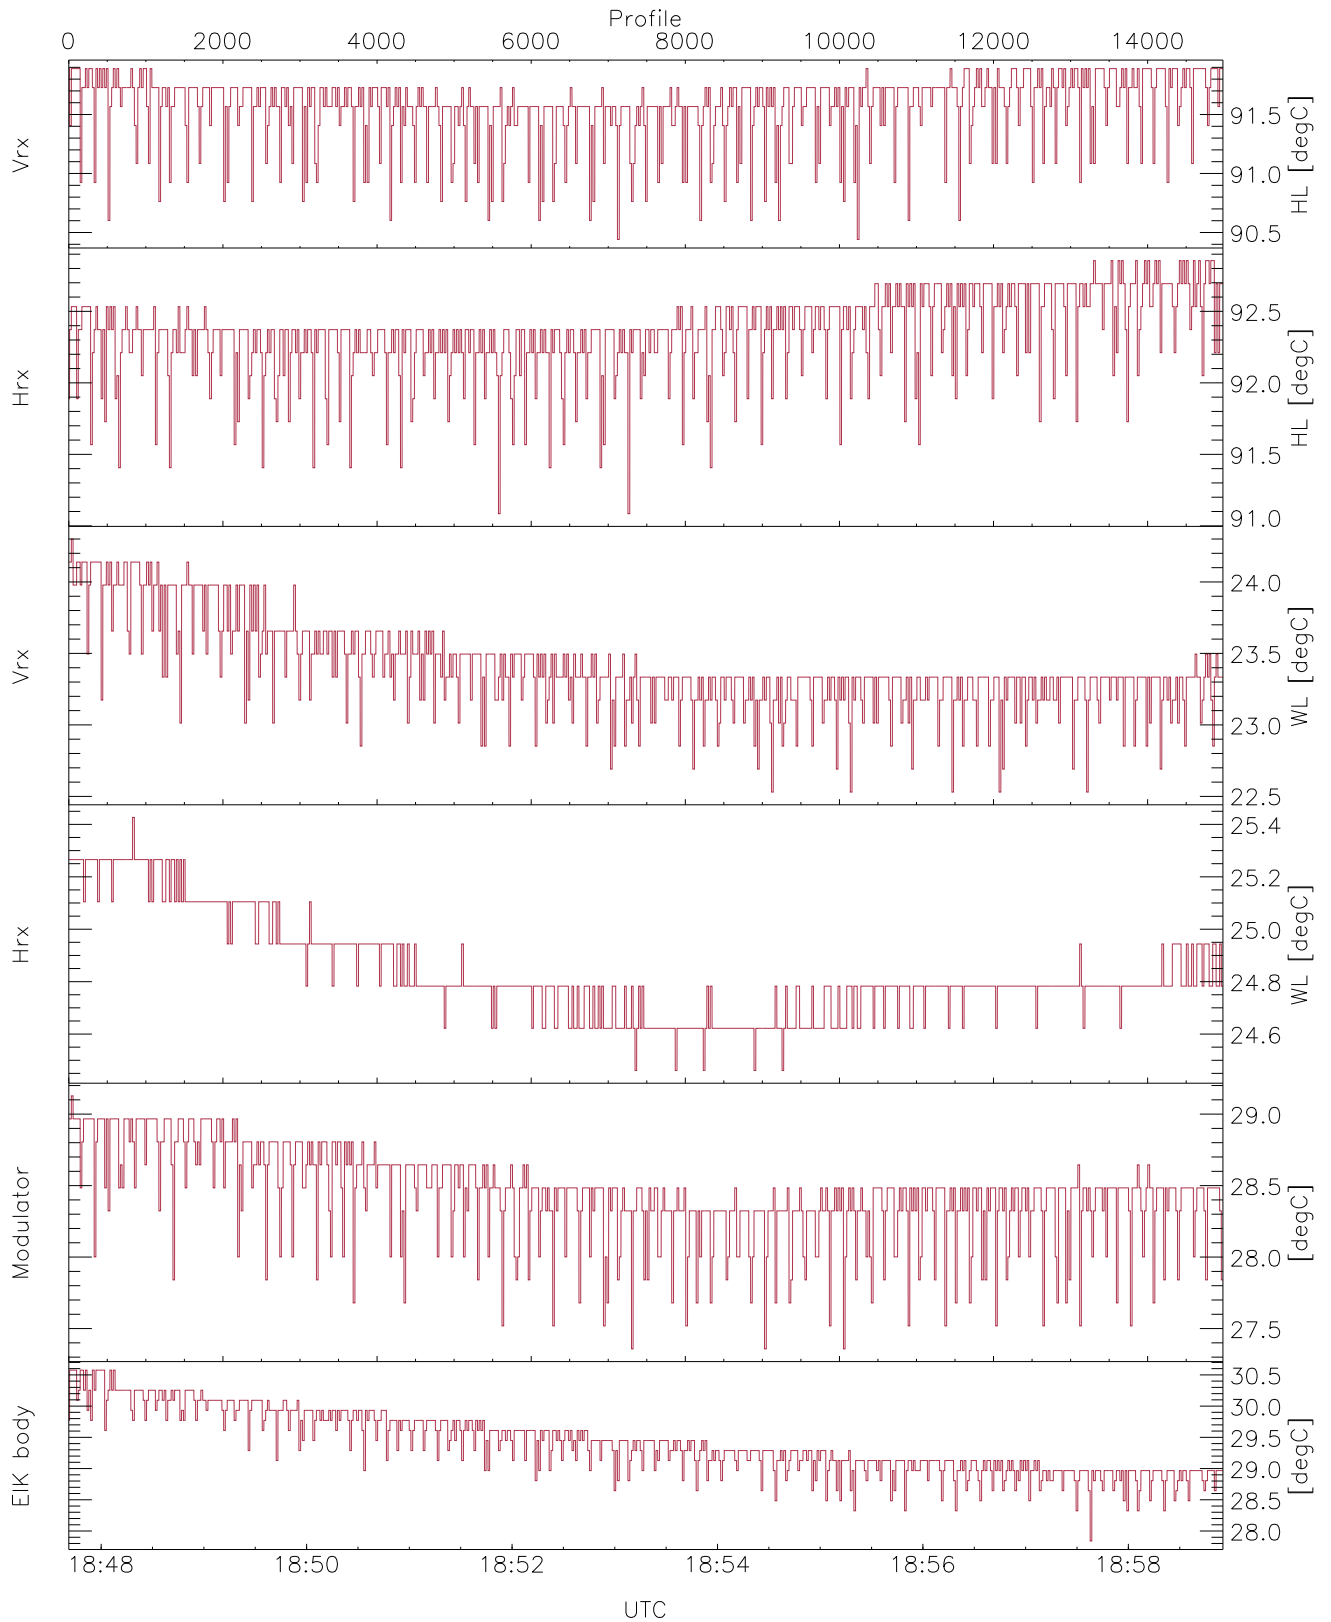 Profile
0 2000 4000 6000 8000 10000 12000 14000
Vrx
91.5
91.0
90.5
HL [degC]
Hrx
92.5
92.0
91.5
91.0
HL [degC]
Vrx
24.0
23.5
23.0
22.5
WL [degC]
Hrx
25.4
25.2
25.0
24.8
24.6
WL [degC]
Modulator
29.0
28.5
28.0
27.5
[degC]
EIK body
30.5
30.0
29.5
29.0
28.5
28.0
[degC]
18:48 18:50 18:52 18:54 18:56 18:58
UTC